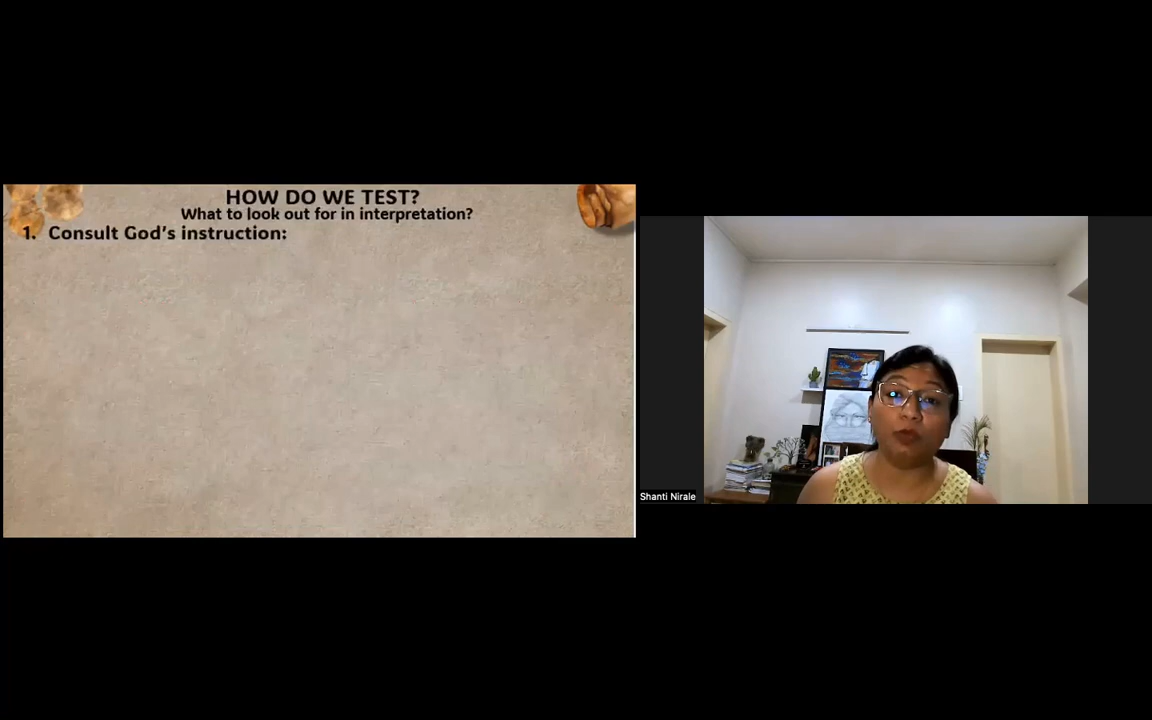 HOW DO WE TEST?
What to look out for in interpretation?
1. Consult God's instruction:
Shanti Nirale